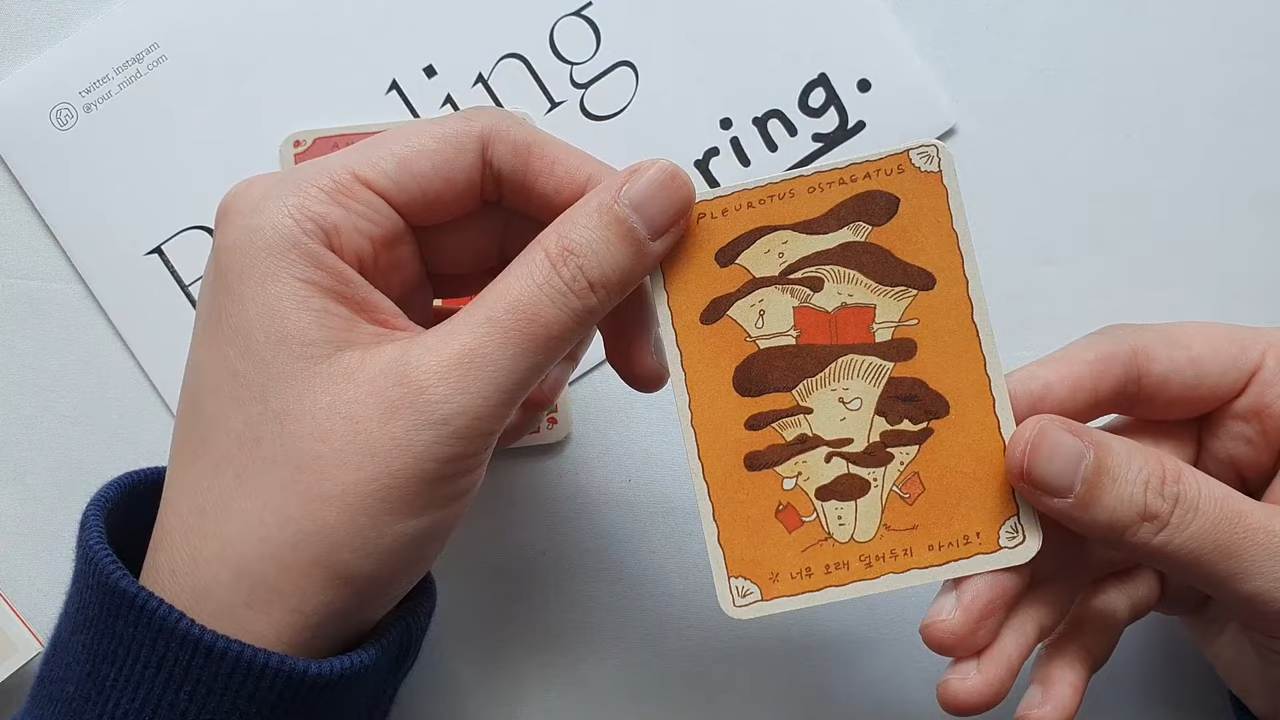 twitter, instagram
@your_mind_com
ling
ring.
PLEUROTUS OSTREATUS
※ 너무 오래 덮어두지 마시오!